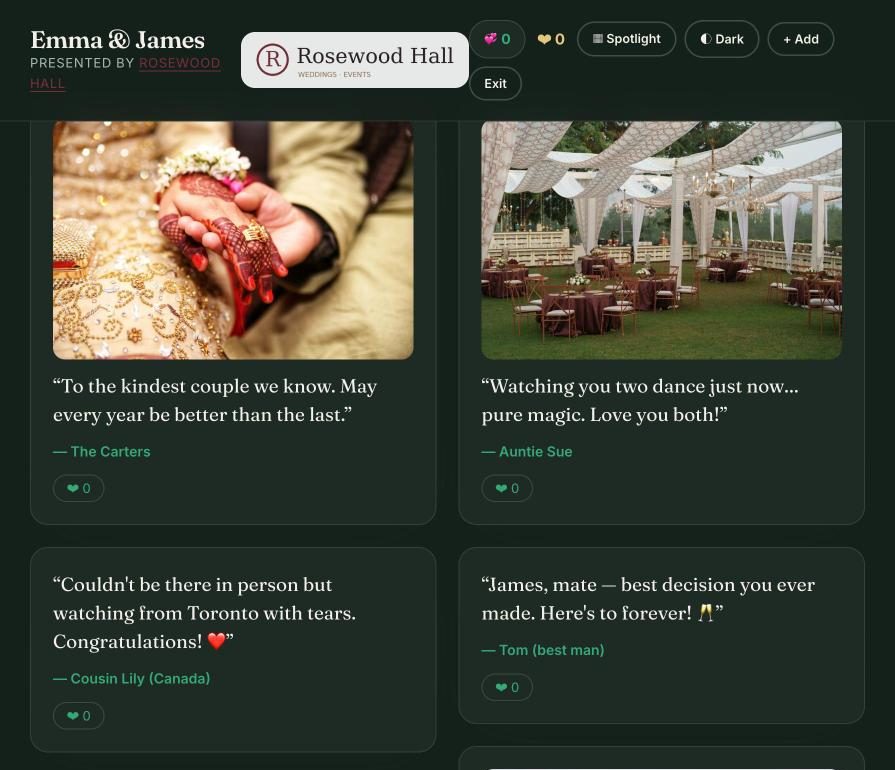 Emma & James
PRESENTED BY ROSEWOOD
HALL
R
Rosewood Hall
WEDDINGS · EVENTS
💞 0
❤ 0
▦ Spotlight
◐ Dark
+ Add
Exit
“To the kindest couple we know. May
every year be better than the last.”
— The Carters
❤ 0
“Watching you two dance just now…
pure magic. Love you both!”
— Auntie Sue
❤ 0
“Couldn't be there in person but
watching from Toronto with tears.
Congratulations! ❤️”
— Cousin Lily (Canada)
❤ 0
“James, mate — best decision you ever
made. Here's to forever! 🥂”
— Tom (best man)
❤ 0